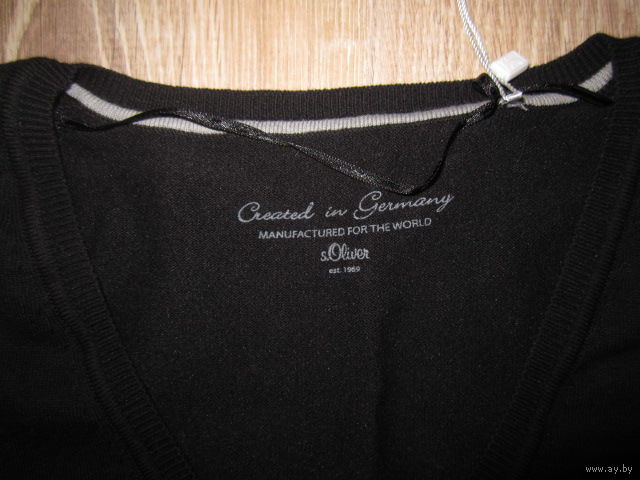 Created in Germany
MANUFACTURED FOR THE WORLD
s.Oliver
est. 1969
www.ay.by